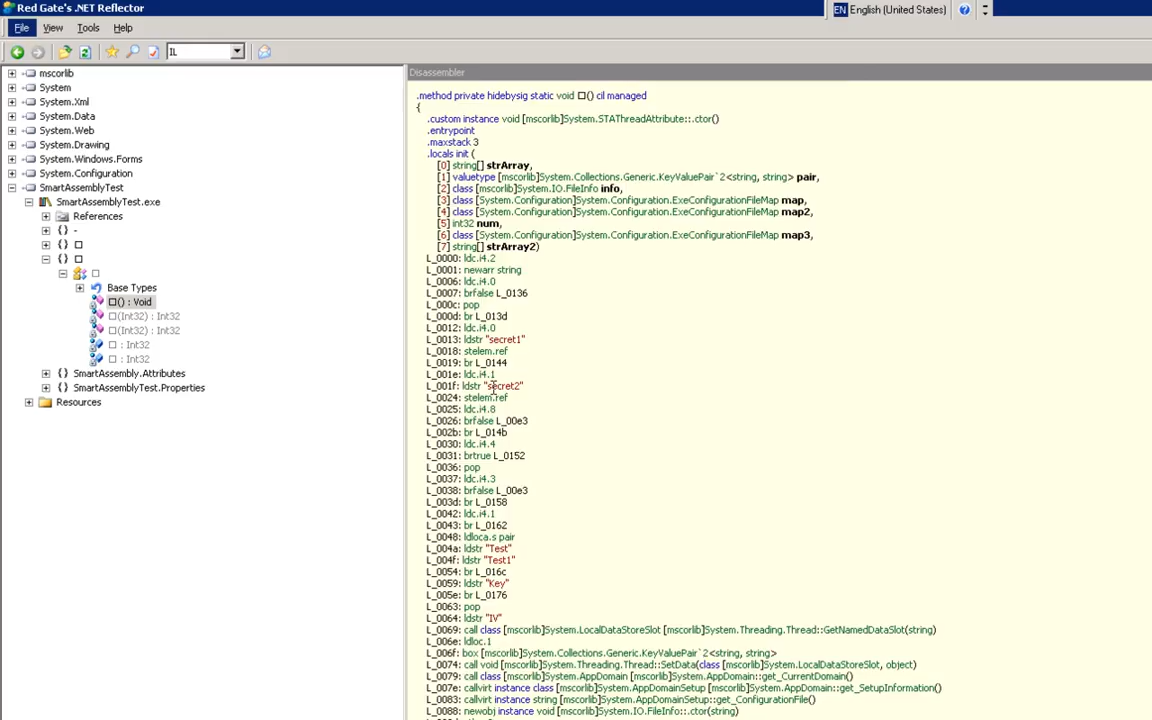 Red Gate's .NET Reflector
EN English (United States)
File View Tools Help
IL
mscorlib
System
System.Xml
System.Data
System.Web
System.Drawing
System.Windows.Forms
System.Configuration
SmartAssemblyTest
SmartAssemblyTest.exe
References
{} -
{} □
{} □
□
Base Types
□() : Void
□(Int32) : Int32
□(Int32) : Int32
□ : Int32
□ : Int32
{} SmartAssembly.Attributes
{} SmartAssemblyTest.Properties
Resources
Disassembler
.method private hidebysig static void □() cil managed
{
.custom instance void [mscorlib]System.STAThreadAttribute::.ctor()
.entrypoint
.maxstack 3
.locals init (
[0] string[] strArray,
[1] valuetype [mscorlib]System.Collections.Generic.KeyValuePair`2<string, string> pair,
[2] class [mscorlib]System.IO.FileInfo info,
[3] class [System.Configuration]System.Configuration.ExeConfigurationFileMap map,
[4] class [System.Configuration]System.Configuration.ExeConfigurationFileMap map2,
[5] int32 num,
[6] class [System.Configuration]System.Configuration.ExeConfigurationFileMap map3,
[7] string[] strArray2)
L_0000: ldc.i4.2
L_0001: newarr string
L_0006: ldc.i4.0
L_0007: brfalse L_0136
L_000c: pop
L_000d: br L_013d
L_0012: ldc.i4.0
L_0013: ldstr "secret1"
L_0018: stelem.ref
L_0019: br L_0144
L_001e: ldc.i4.1
L_001f: ldstr "secret2"
L_0024: stelem.ref
L_0025: ldc.i4.8
L_0026: brfalse L_00e3
L_002b: br L_014b
L_0030: ldc.i4.4
L_0031: brtrue L_0152
L_0036: pop
L_0037: ldc.i4.3
L_0038: brfalse L_00e3
L_003d: br L_0158
L_0042: ldc.i4.1
L_0043: br L_0162
L_0048: ldloca.s pair
L_004a: ldstr "Test"
L_004f: ldstr "Test1"
L_0054: br L_016c
L_0059: ldstr "Key"
L_005e: br L_0176
L_0063: pop
L_0064: ldstr "IV"
L_0069: call class [mscorlib]System.LocalDataStoreSlot [mscorlib]System.Threading.Thread::GetNamedDataSlot(string)
L_006e: ldloc.1
L_006f: box [mscorlib]System.Collections.Generic.KeyValuePair`2<string, string>
L_0074: call void [mscorlib]System.Threading.Thread::SetData(class [mscorlib]System.LocalDataStoreSlot, object)
L_0079: call class [mscorlib]System.AppDomain [mscorlib]System.AppDomain::get_CurrentDomain()
L_007e: callvirt instance class [mscorlib]System.AppDomainSetup [mscorlib]System.AppDomain::get_SetupInformation()
L_0083: callvirt instance string [mscorlib]System.AppDomainSetup::get_ConfigurationFile()
L_0088: newobj instance void [mscorlib]System.IO.FileInfo::.ctor(string)